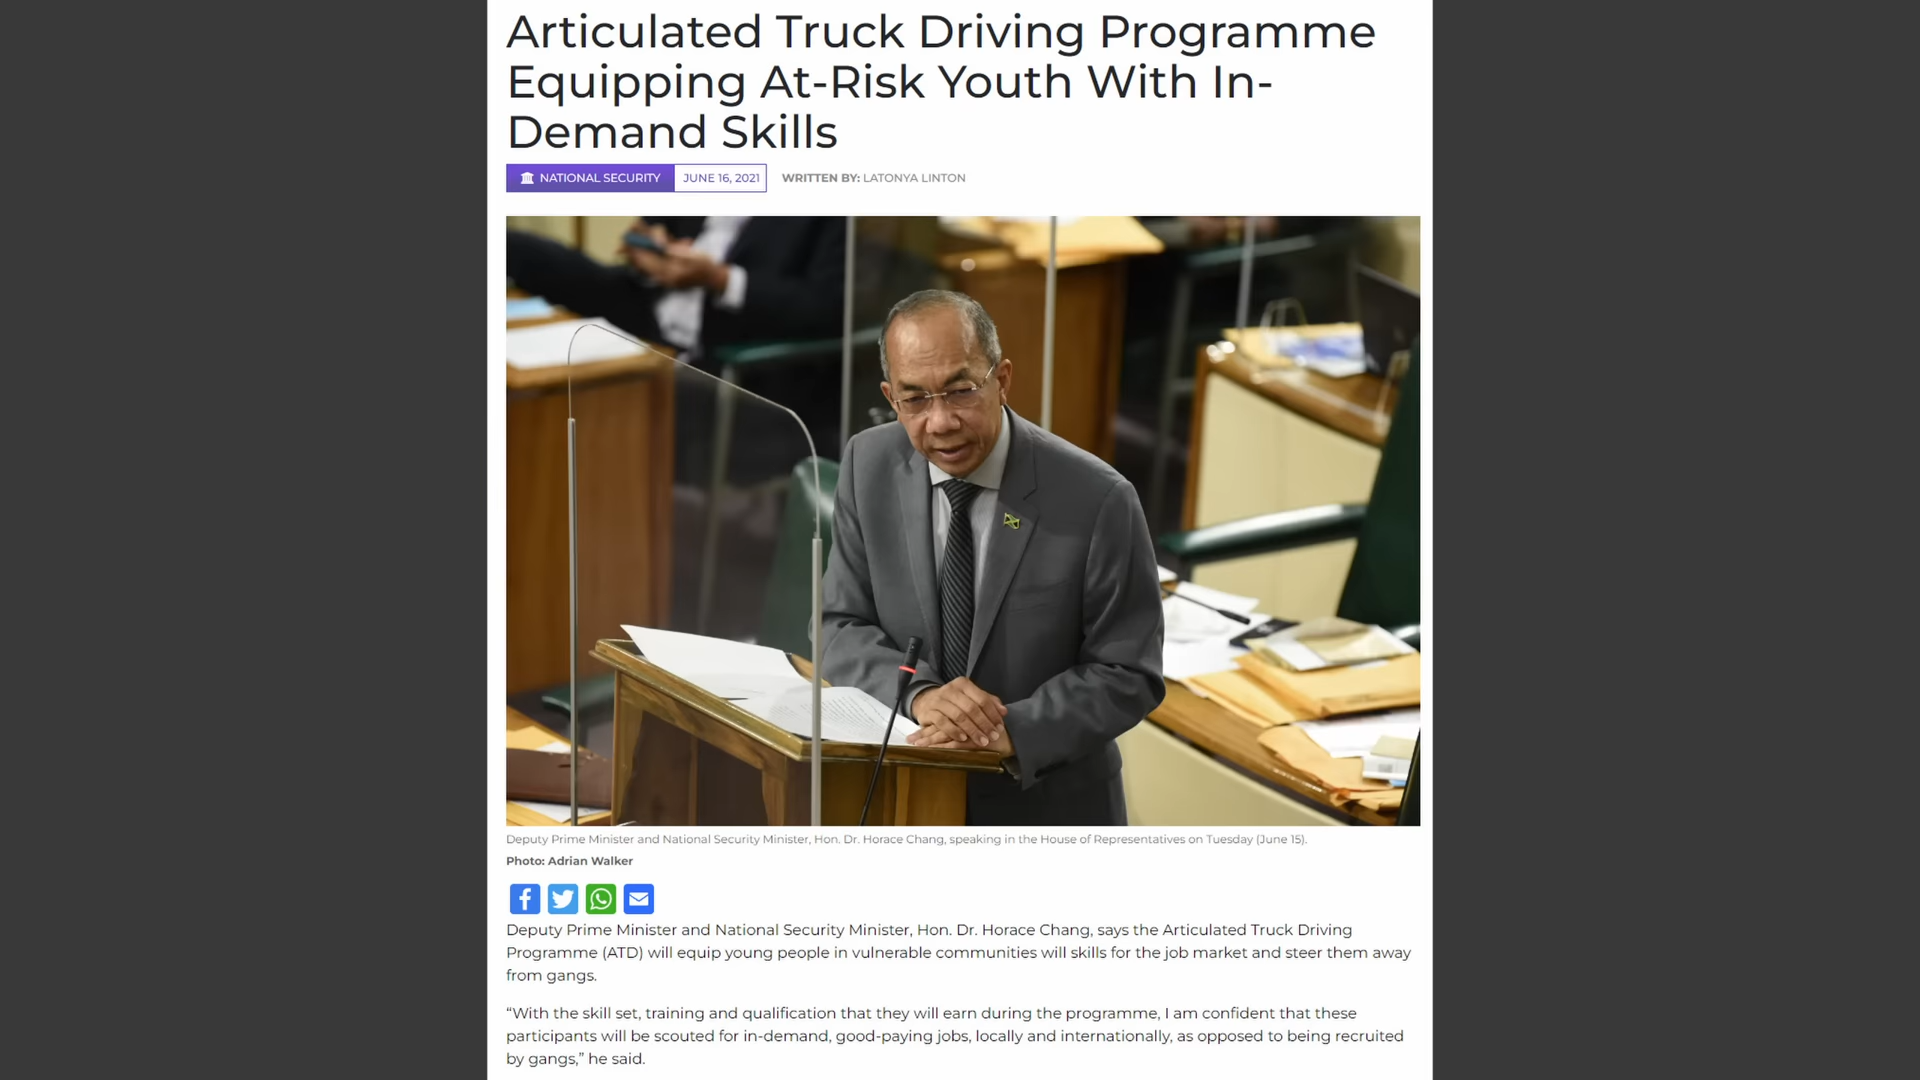 Articulated Truck Driving Programme
Equipping At-Risk Youth With In-
Demand Skills
NATIONAL SECURITY JUNE 16, 2021 WRITTEN BY: LATONYA LINTON
Deputy Prime Minister and National Security Minister, Hon. Dr. Horace Chang, speaking in the House of Representatives on Tuesday (June 15).
Photo: Adrian Walker
Deputy Prime Minister and National Security Minister, Hon. Dr. Horace Chang, says the Articulated Truck Driving
Programme (ATD) will equip young people in vulnerable communities will skills for the job market and steer them away
from gangs.
“With the skill set, training and qualification that they will earn during the programme, I am confident that these
participants will be scouted for in-demand, good-paying jobs, locally and internationally, as opposed to being recruited
by gangs,” he said.